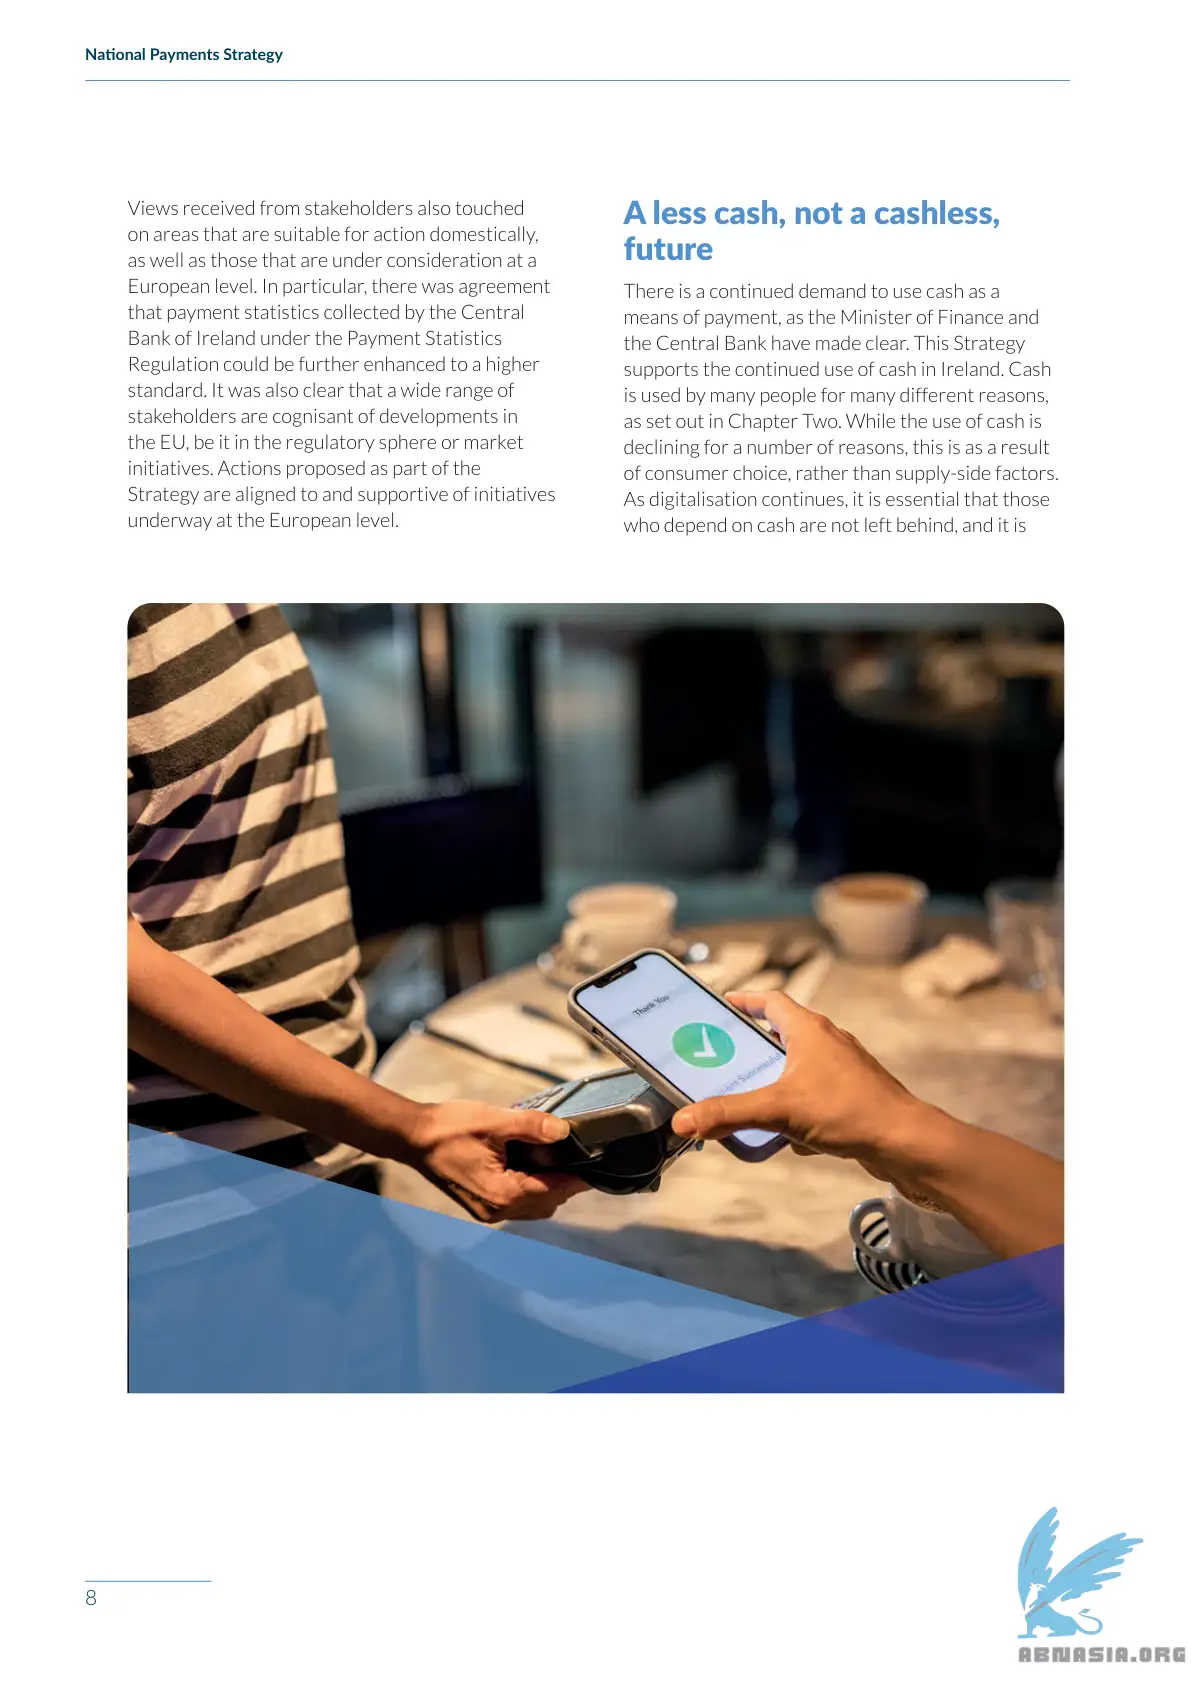 National Payments Strategy
Views received from stakeholders also touched
on areas that are suitable for action domestically,
as well as those that are under consideration at a
European level. In particular, there was agreement
that payment statistics collected by the Central
Bank of Ireland under the Payment Statistics
Regulation could be further enhanced to a higher
standard. It was also clear that a wide range of
stakeholders are cognisant of developments in
the EU, be it in the regulatory sphere or market
initiatives. Actions proposed as part of the
Strategy are aligned to and supportive of initiatives
underway at the European level.
A less cash, not a cashless,
future
There is a continued demand to use cash as a
means of payment, as the Minister of Finance and
the Central Bank have made clear. This Strategy
supports the continued use of cash in Ireland. Cash
is used by many people for many different reasons,
as set out in Chapter Two. While the use of cash is
declining for a number of reasons, this is as a result
of consumer choice, rather than supply-side factors.
As digitalisation continues, it is essential that those
who depend on cash are not left behind, and it is
Thank You
Successful
8
ABNASIA.ORG